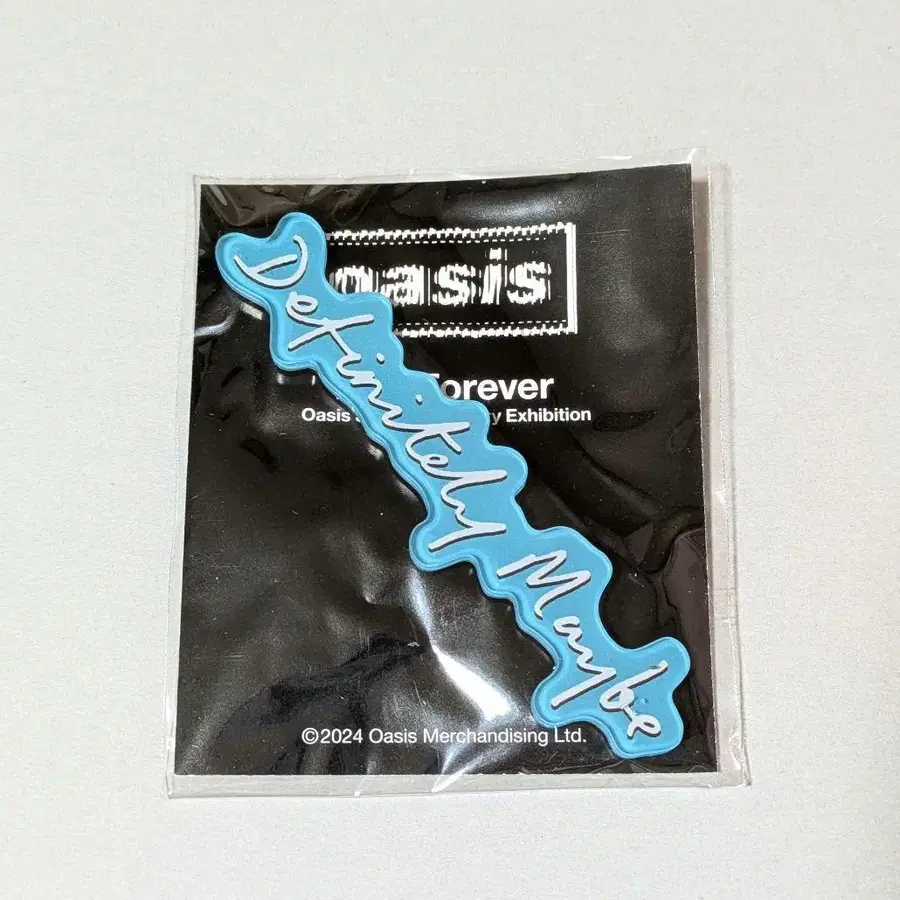 oasis
Forever
Oasis Exhibition
Definitely Maybe
©2024 Oasis Merchandising Ltd.